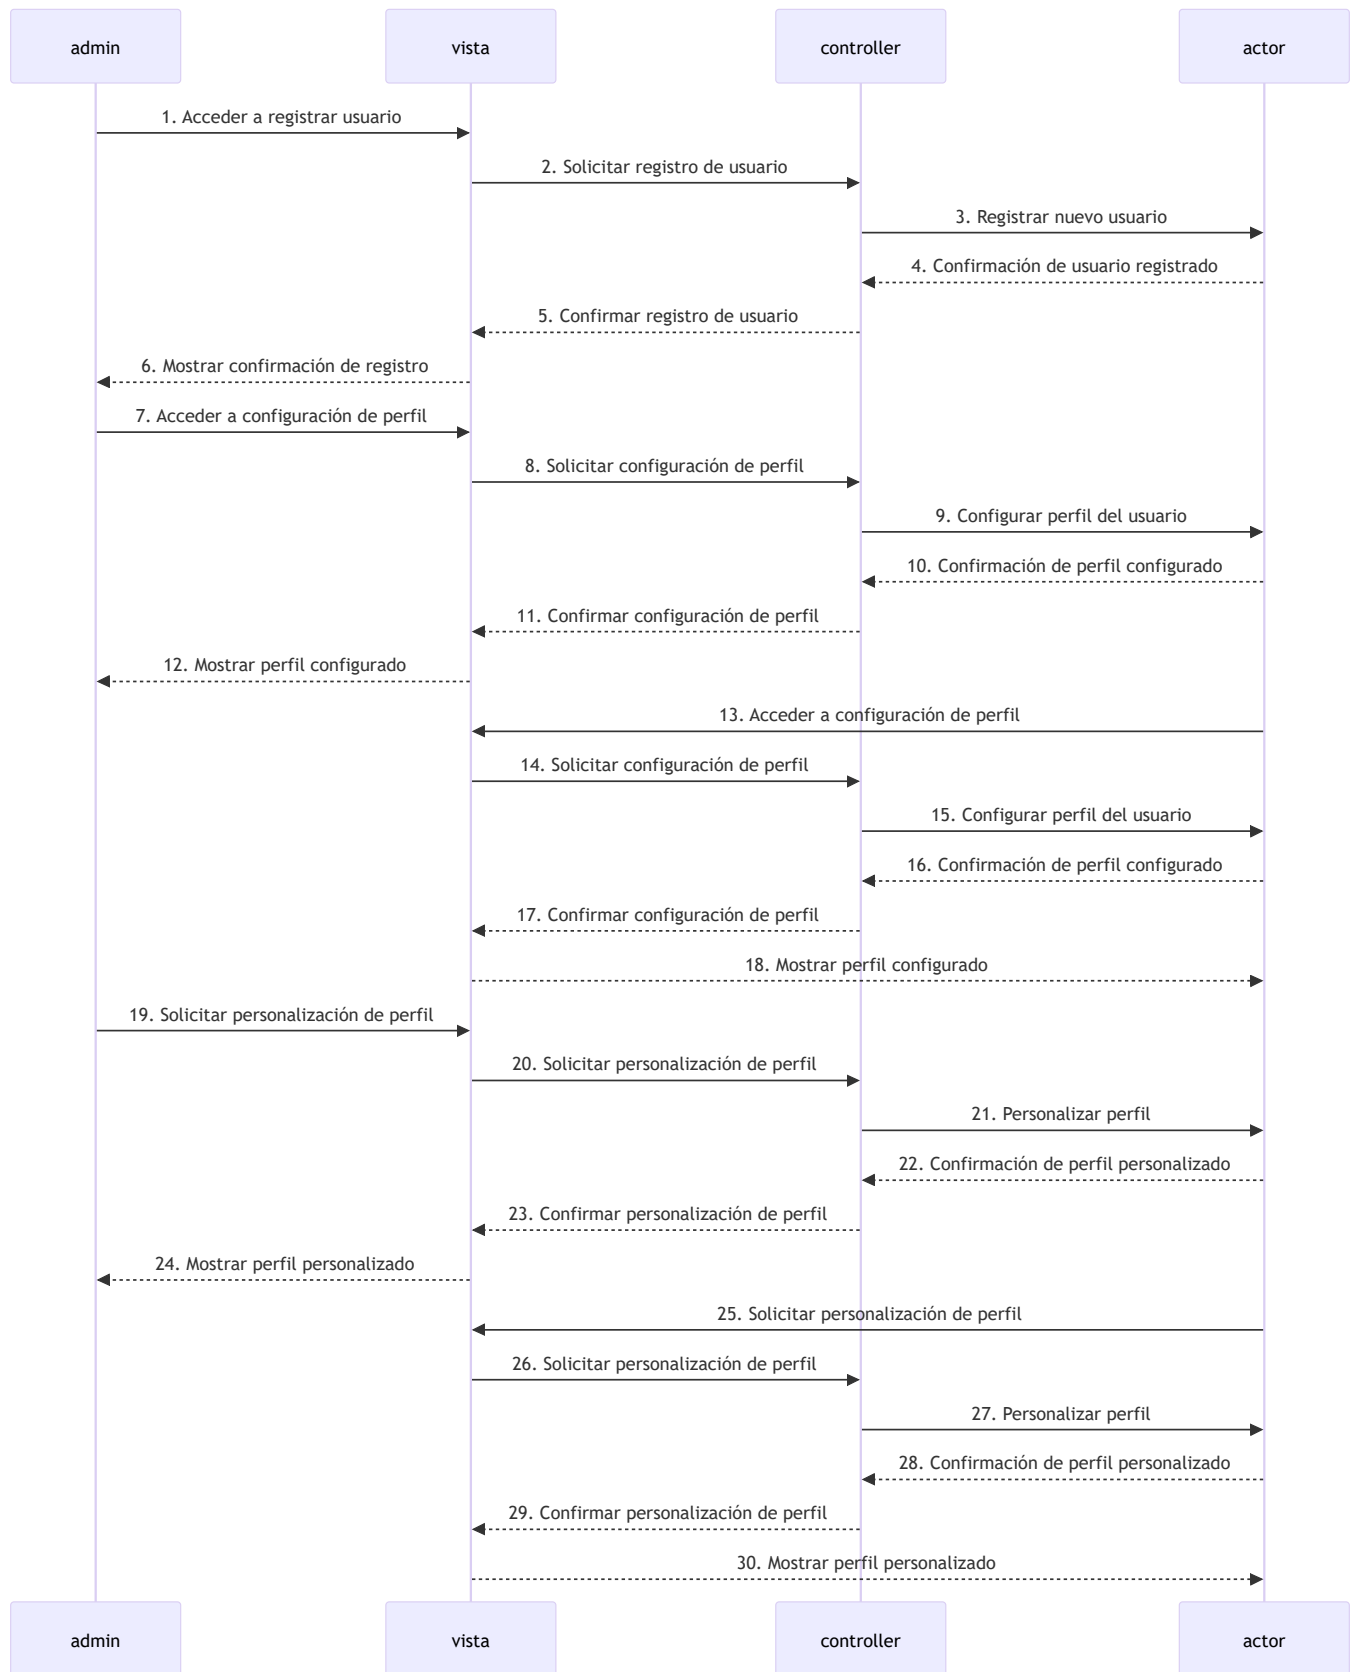 admin
vista
controller
actor
1. Acceder a registrar usuario
2. Solicitar registro de usuario
3. Registrar nuevo usuario
4. Confirmación de usuario registrado
5. Confirmar registro de usuario
6. Mostrar confirmación de registro
7. Acceder a configuración de perfil
8. Solicitar configuración de perfil
9. Configurar perfil del usuario
10. Confirmación de perfil configurado
11. Confirmar configuración de perfil
12. Mostrar perfil configurado
13. Acceder a configuración de perfil
14. Solicitar configuración de perfil
15. Configurar perfil del usuario
16. Confirmación de perfil configurado
17. Confirmar configuración de perfil
18. Mostrar perfil configurado
19. Solicitar personalización de perfil
20. Solicitar personalización de perfil
21. Personalizar perfil
22. Confirmación de perfil personalizado
23. Confirmar personalización de perfil
24. Mostrar perfil personalizado
25. Solicitar personalización de perfil
26. Solicitar personalización de perfil
27. Personalizar perfil
28. Confirmación de perfil personalizado
29. Confirmar personalización de perfil
30. Mostrar perfil personalizado
admin
vista
controller
actor